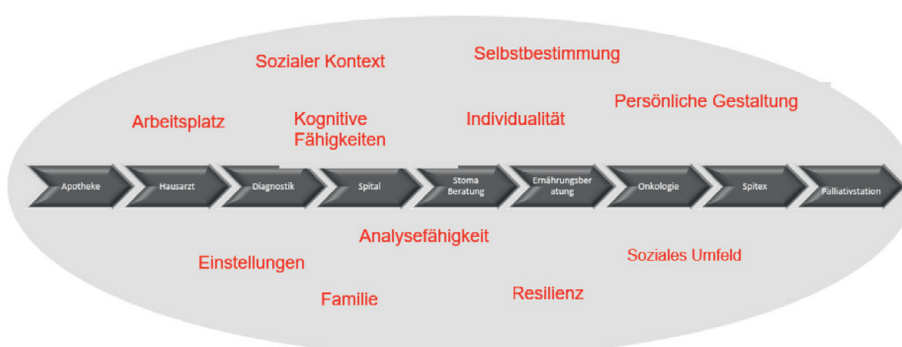 Sozialer Kontext
Selbstbestimmung
Persönliche Gestaltung
Arbeitsplatz
Kognitive
Fähigkeiten
Individualität
Apotheke
Hausarzt
Diagnostik
Spital
Stoma
Beratung
Ernährungsber
atung
Onkologie
Spitex
Palliativstation
Analysefähigkeit
Einstellungen
Soziales Umfeld
Familie
Resilienz